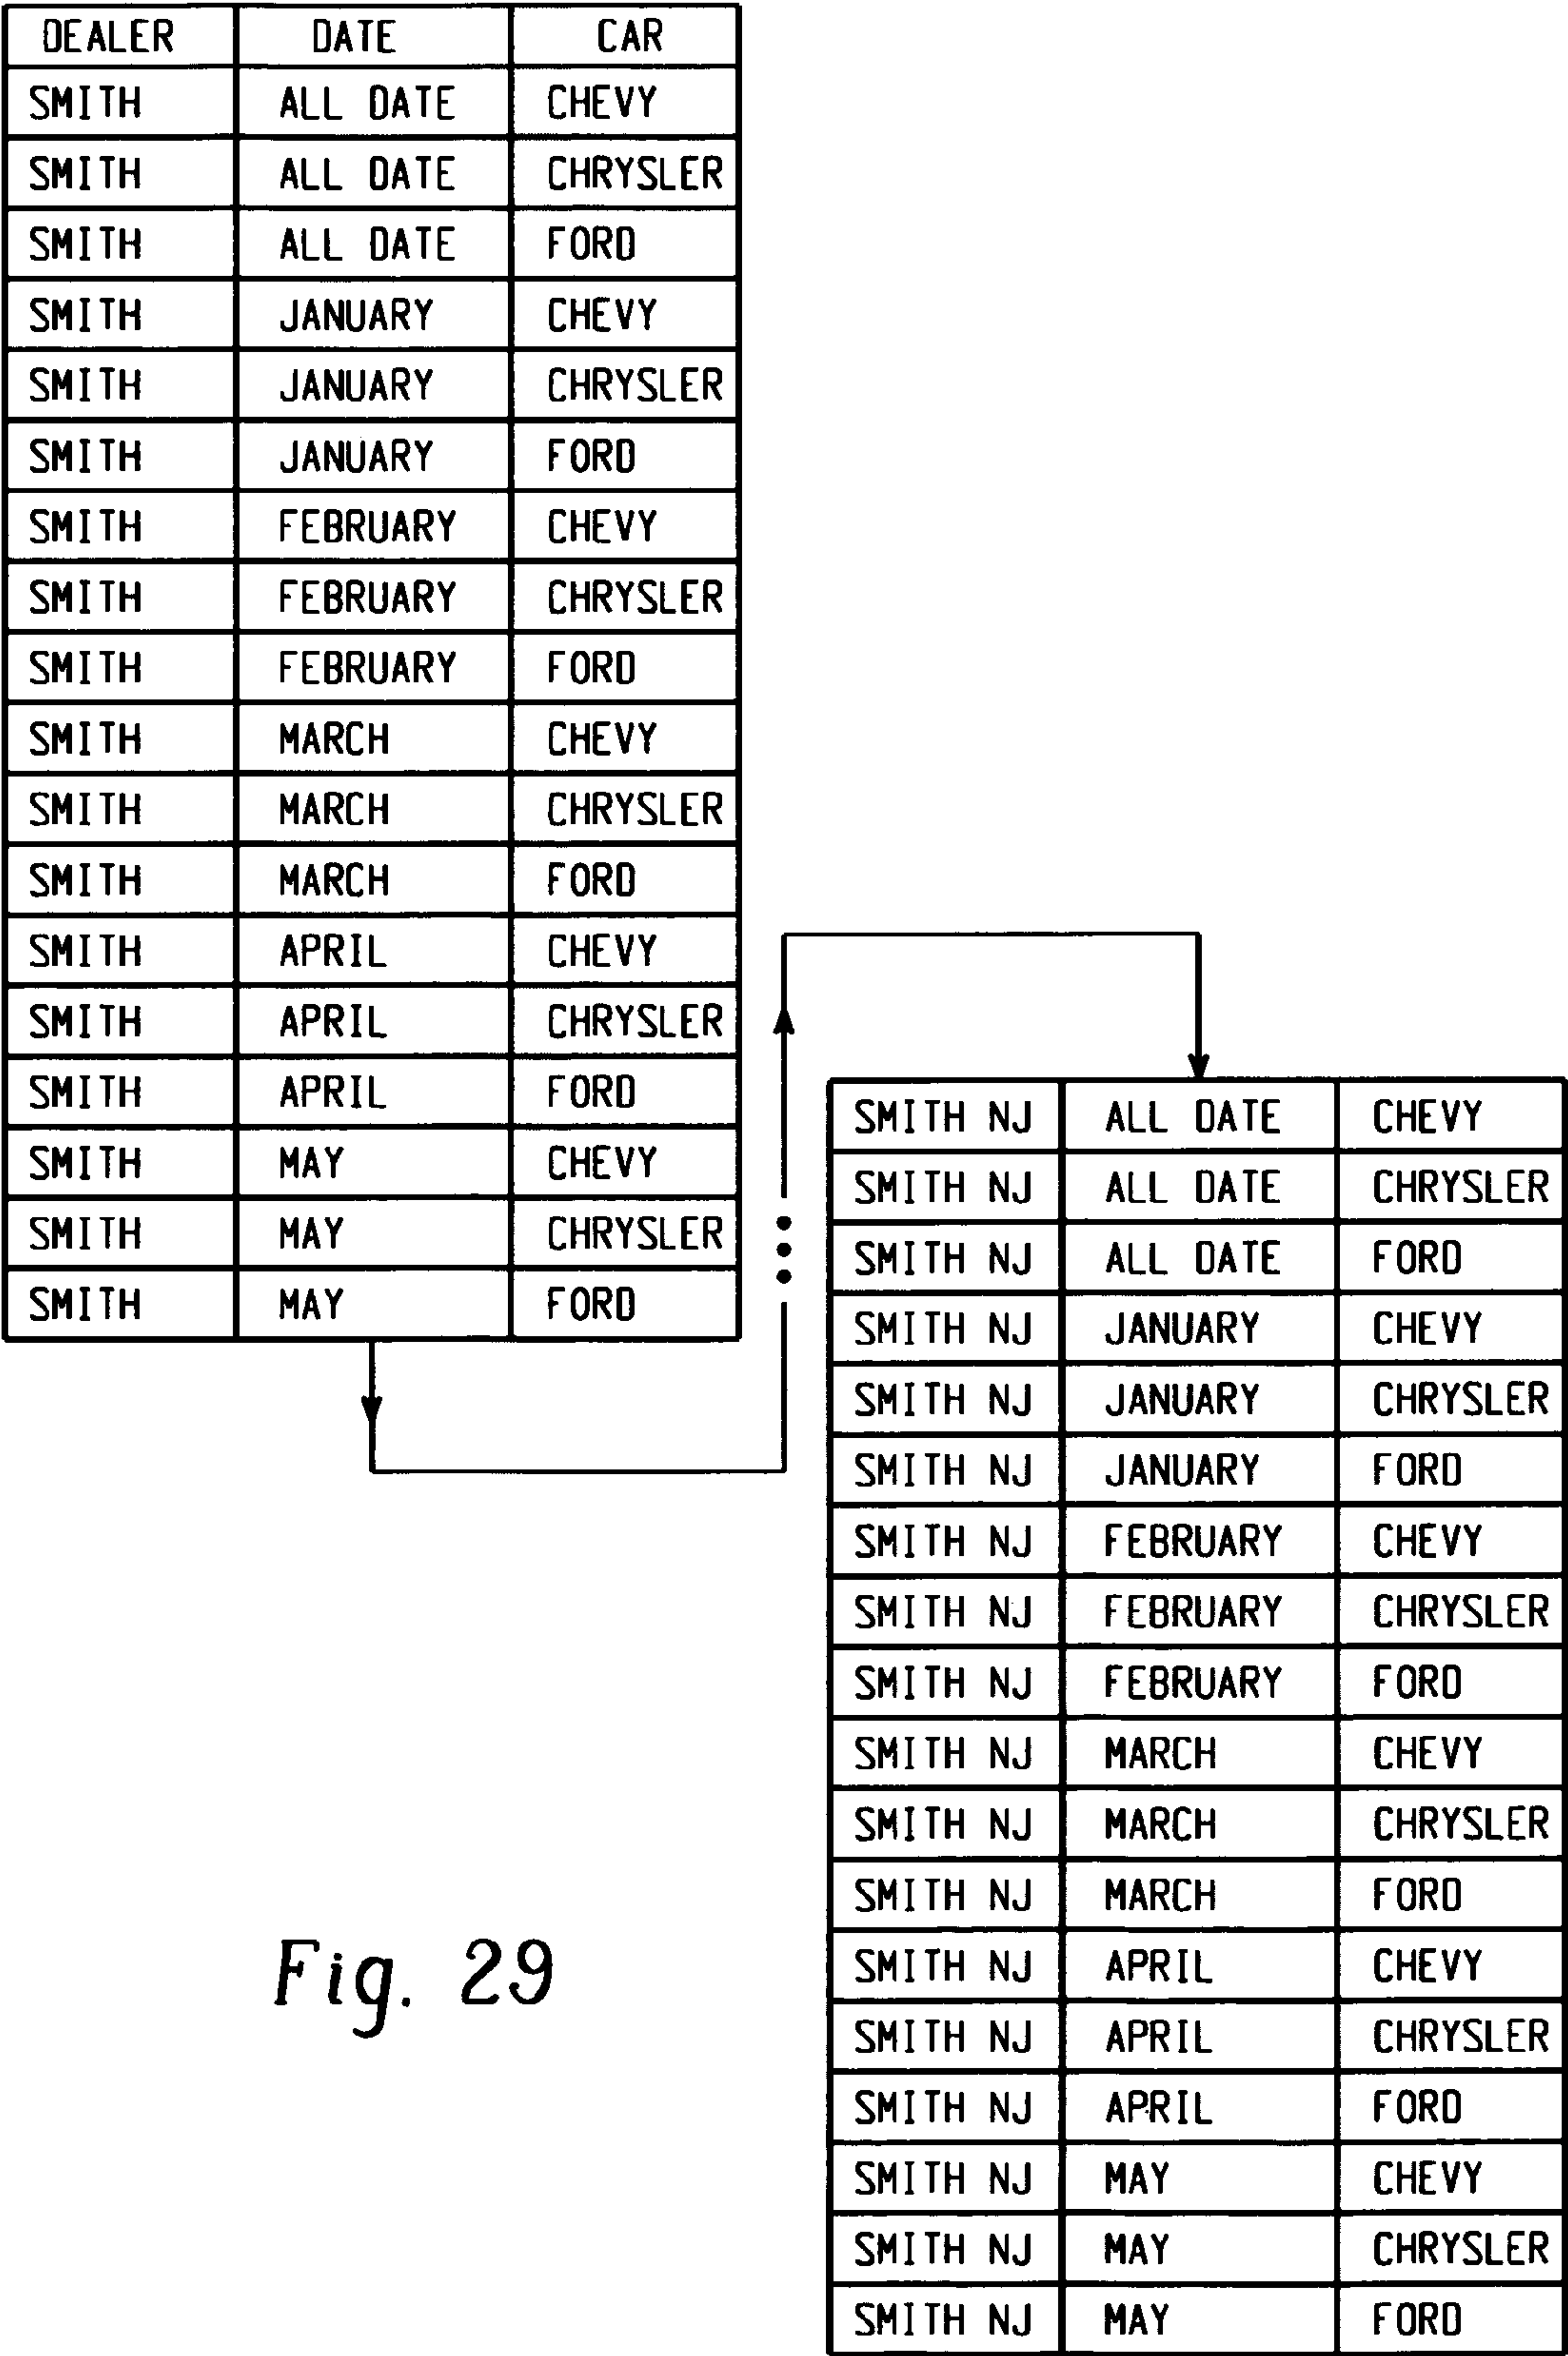 DEALER DATE CAR
SMITH ALL DATE CHEVY
SMITH ALL DATE CHRYSLER
SMITH ALL DATE FORD
SMITH JANUARY CHEVY
SMITH JANUARY CHRYSLER
SMITH JANUARY FORD
SMITH FEBRUARY CHEVY
SMITH FEBRUARY CHRYSLER
SMITH FEBRUARY FORD
SMITH MARCH CHEVY
SMITH MARCH CHRYSLER
SMITH MARCH FORD
SMITH APRIL CHEVY
SMITH APRIL CHRYSLER
SMITH APRIL FORD
SMITH MAY CHEVY
SMITH MAY CHRYSLER
SMITH MAY FORD
SMITH NJ ALL DATE CHEVY
SMITH NJ ALL DATE CHRYSLER
SMITH NJ ALL DATE FORD
SMITH NJ JANUARY CHEVY
SMITH NJ JANUARY CHRYSLER
SMITH NJ JANUARY FORD
SMITH NJ FEBRUARY CHEVY
SMITH NJ FEBRUARY CHRYSLER
SMITH NJ FEBRUARY FORD
SMITH NJ MARCH CHEVY
SMITH NJ MARCH CHRYSLER
SMITH NJ MARCH FORD
SMITH NJ APRIL CHEVY
SMITH NJ APRIL CHRYSLER
SMITH NJ APRIL FORD
SMITH NJ MAY CHEVY
SMITH NJ MAY CHRYSLER
SMITH NJ MAY FORD
Fig. 29